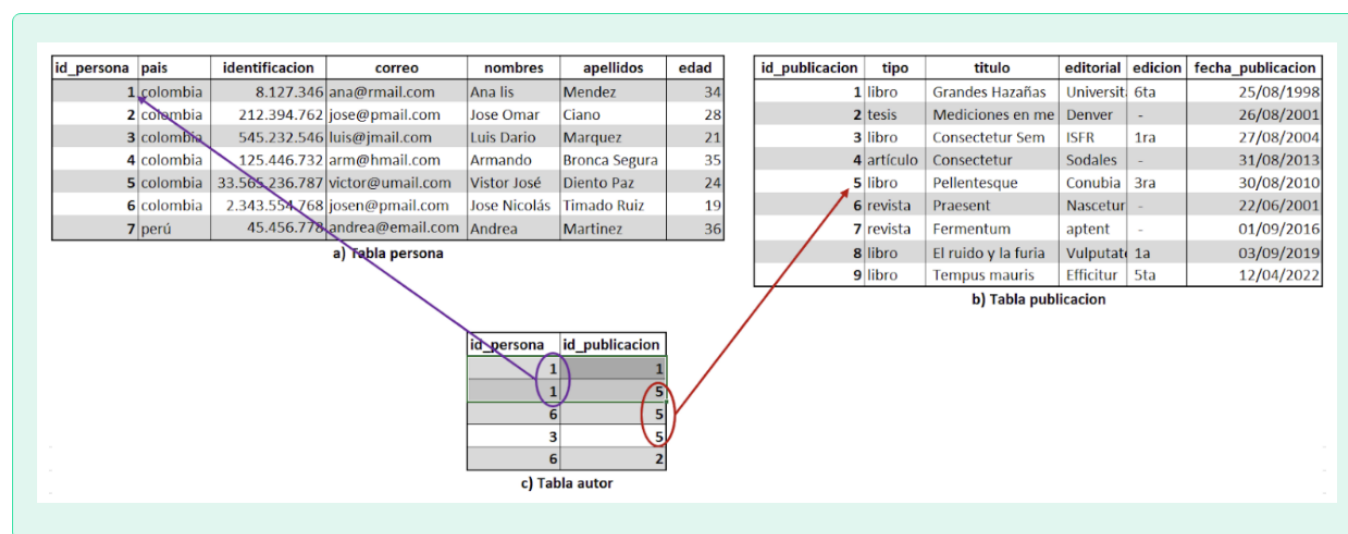 id_persona pais identificacion correo nombres apellidos edad
1 colombia 8.127.346 ana@rmail.com Ana lis Mendez 34
2 colombia 212.394.762 jose@pmail.com Jose Omar Ciano 28
3 colombia 545.232.546 luis@jmail.com Luis Dario Marquez 21
4 colombia 125.446.732 arm@hmail.com Armando Bronca Segura 35
5 colombia 33.565.236.787 victor@umail.com Vistor José Diento Paz 24
6 colombia 2.343.554.768 josen@pmail.com Jose Nicolás Timado Ruiz 19
7 perú 45.456.778 andrea@email.com Andrea Martinez 36
a) Tabla persona
id_publicacion tipo titulo editorial edicion fecha_publicacion
1 libro Grandes Hazañas Universit 6ta 25/08/1998
2 tesis Mediciones en me Denver - 26/08/2001
3 libro Consectetur Sem ISFR 1ra 27/08/2004
4 artículo Consectetur Sodales - 31/08/2013
5 libro Pellentesque Conubia 3ra 30/08/2010
6 revista Praesent Nascetur - 22/06/2001
7 revista Fermentum aptent - 01/09/2016
8 libro El ruido y la furia Vulputat 1a 03/09/2019
9 libro Tempus mauris Efficitur 5ta 12/04/2022
b) Tabla publicacion
id_persona id_publicacion
1 1
1 5
6 5
3 5
6 2
c) Tabla autor